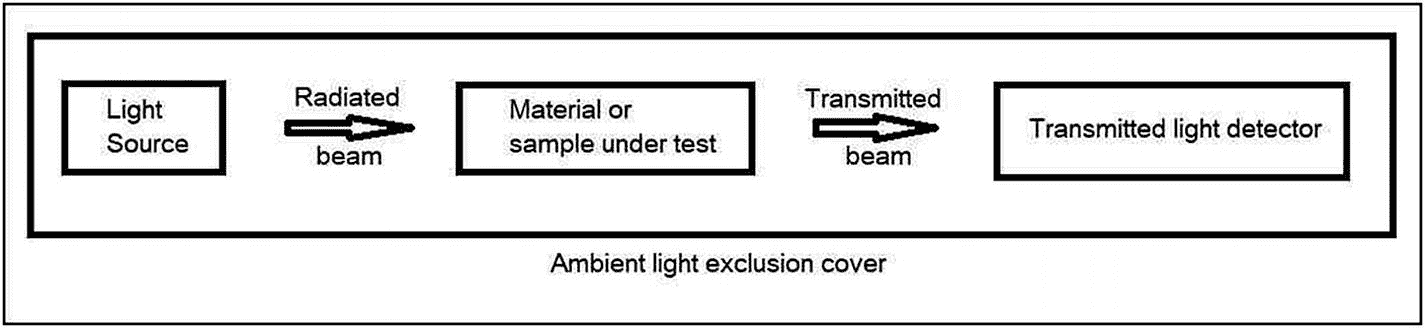 Light
Source
Radiated
beam
Material or
sample under test
Transmitted
beam
Transmitted light detector
Ambient light exclusion cover